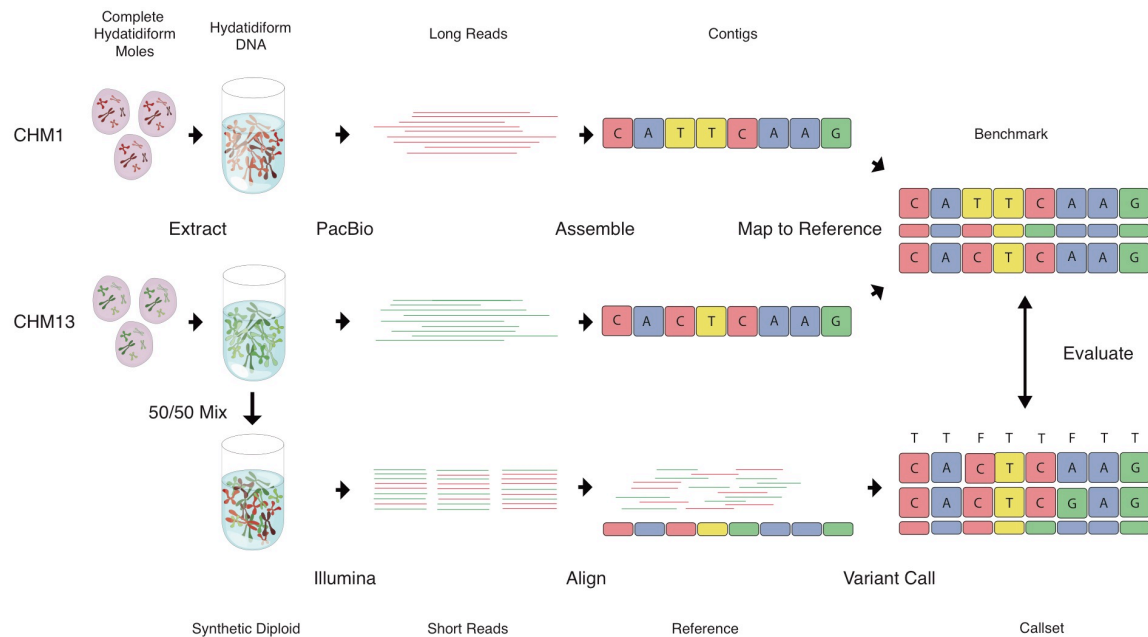 Complete
Hydatidiform
Moles
Hydatidiform
DNA
Long Reads
Contigs
CHM1
C A T T C A A G
Benchmark
C A T T C A A G
C A C T C A A G
Extract
PacBio
Assemble
Map to Reference
CHM13
C A C T C A A G
Evaluate
50/50 Mix
T T F T T F T T
C A C T C A A G
C A C T C G A G
Illumina
Align
Variant Call
Synthetic Diploid
Short Reads
Reference
Callset